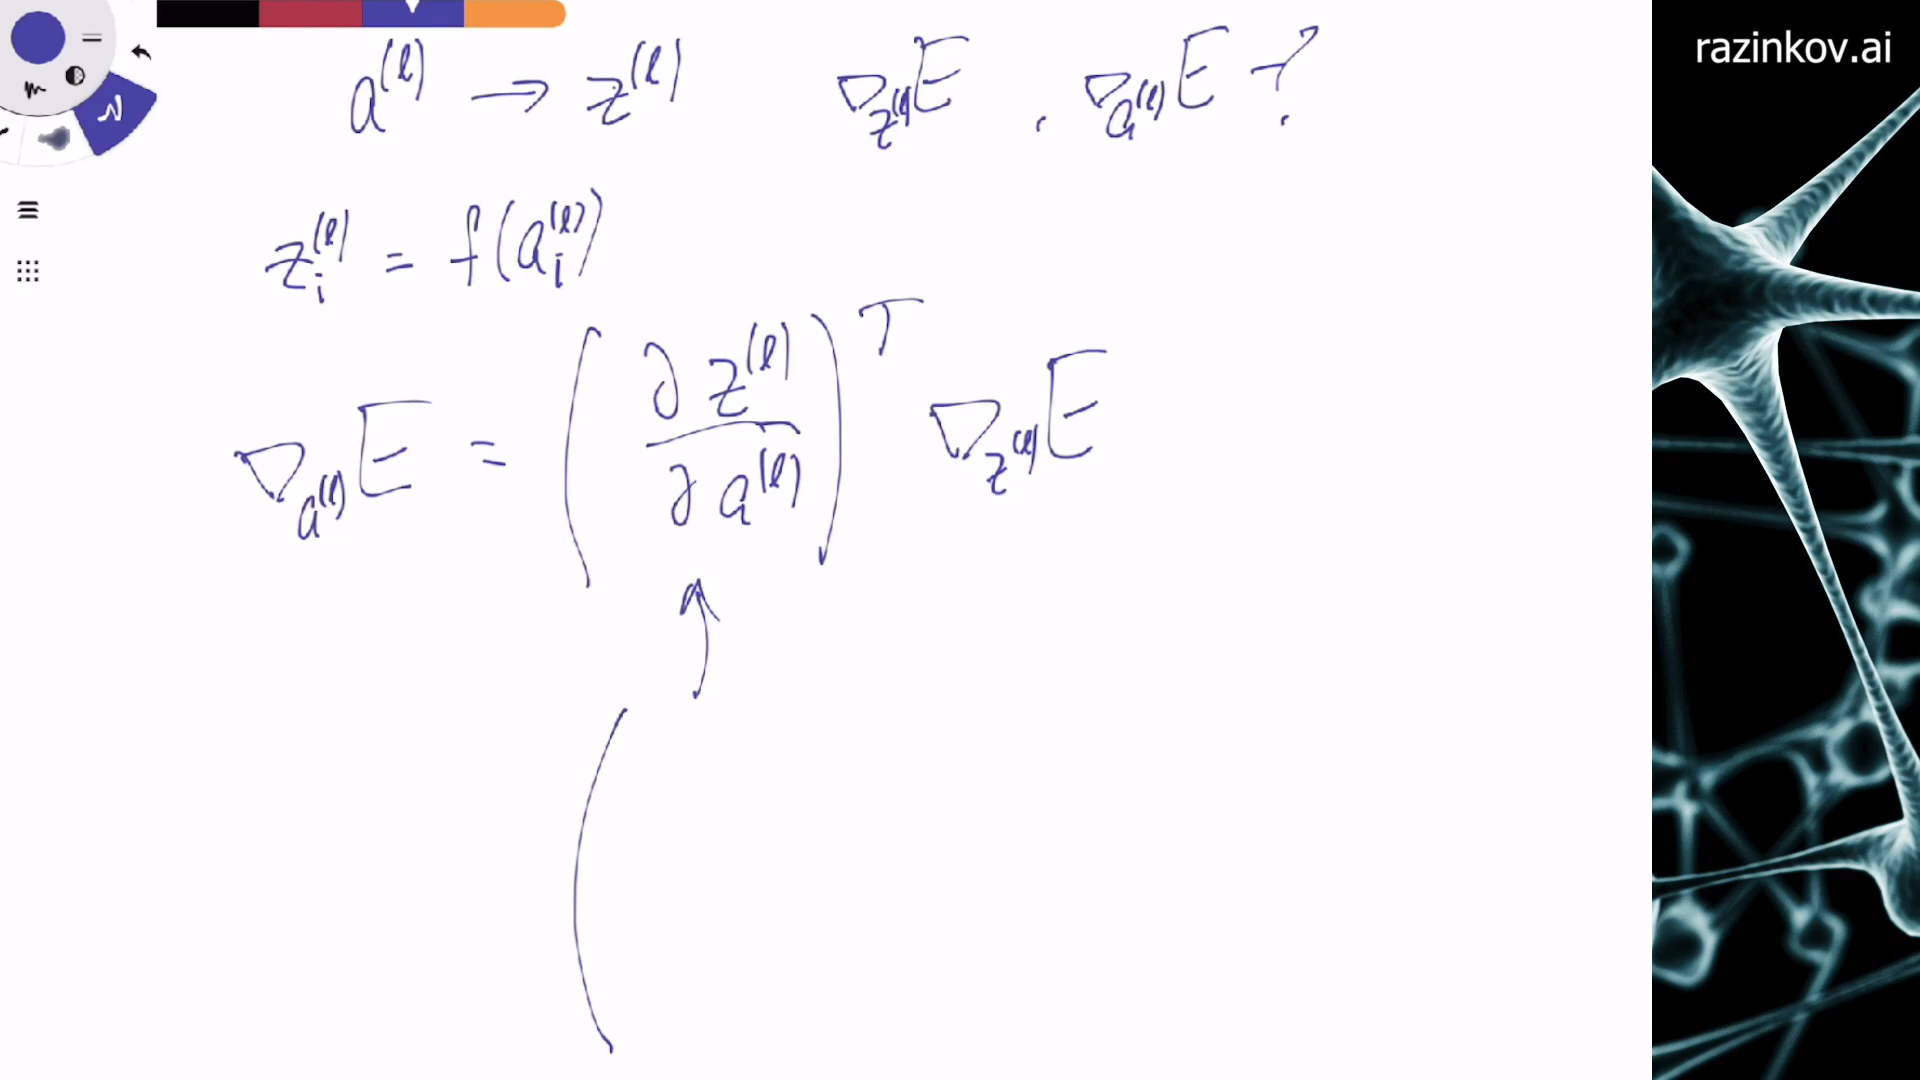 razinkov.ai
a^{(l)} → z^{(l)}   ∇_{z^{(l)}}E , ∇_{a^{(l)}}E - ?
z_i^{(l)} = f(a_i^{(l)})
∇_{a^{(l)}}E = (∂z^{(l)} / ∂a^{(l)})^T ∇_{z^{(l)}}E
↑
(